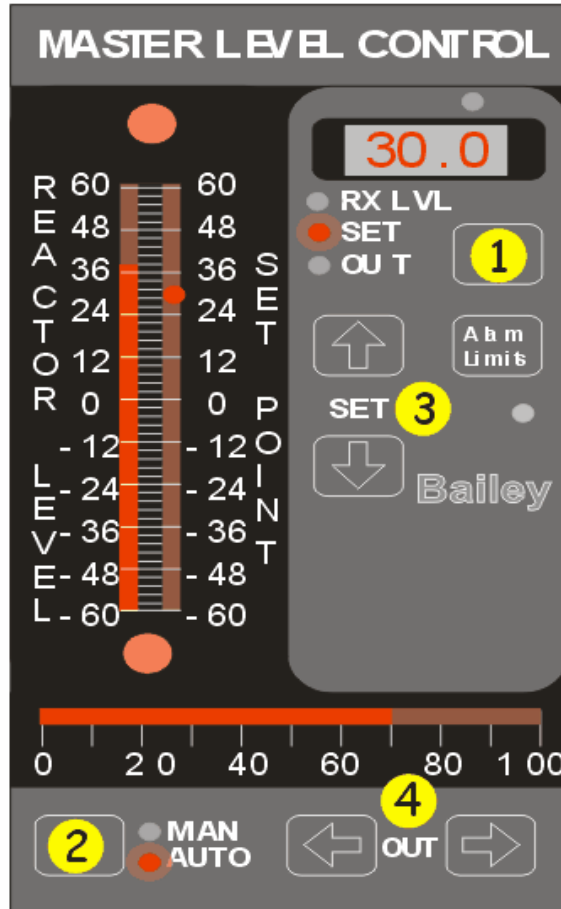 MASTER LEVEL CONTROL
30.0
RX LVL
SET
OUT
1
Alarm
Limits
SET 3
Bailey
REACTOR LEVEL
60 60
48 48
36 36
24 24
12 12
0 0
- 12 - 12
- 24 - 24
- 36 - 36
- 48 - 48
- 60 - 60
SET POINT
0 20 40 60 80 100
2
MAN
AUTO
4
OUT